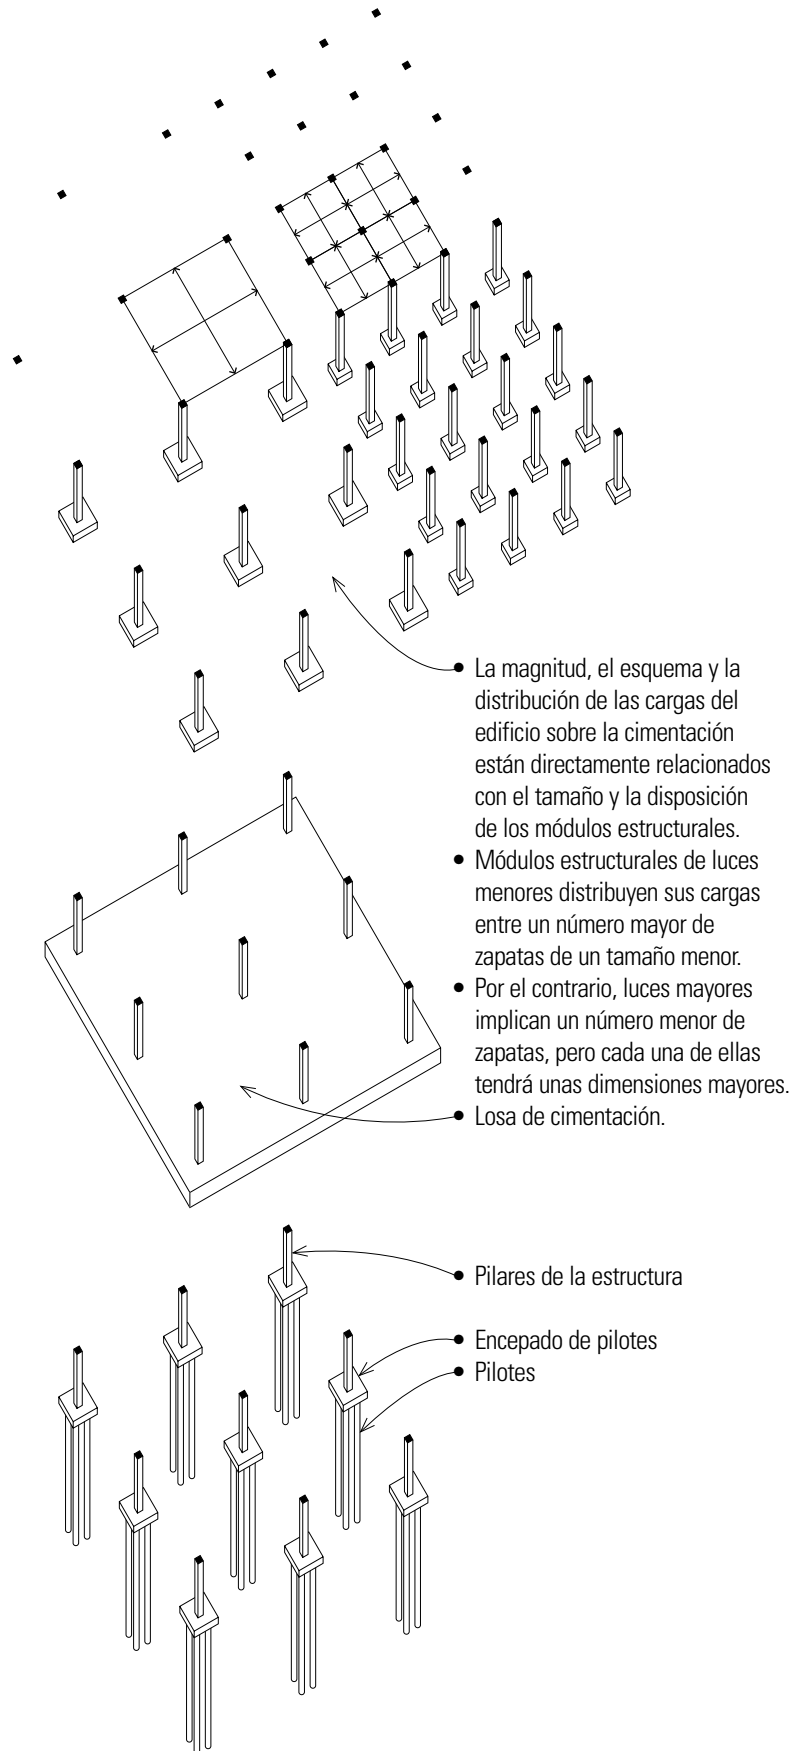 • La magnitud, el esquema y la
distribución de las cargas del
edificio sobre la cimentación
están directamente relacionados
con el tamaño y la disposición
de los módulos estructurales.
• Módulos estructurales de luces
menores distribuyen sus cargas
entre un número mayor de
zapatas de un tamaño menor.
• Por el contrario, luces mayores
implican un número menor de
zapatas, pero cada una de ellas
tendrá unas dimensiones mayores.
• Losa de cimentación.
• Pilares de la estructura
• Encepado de pilotes
• Pilotes